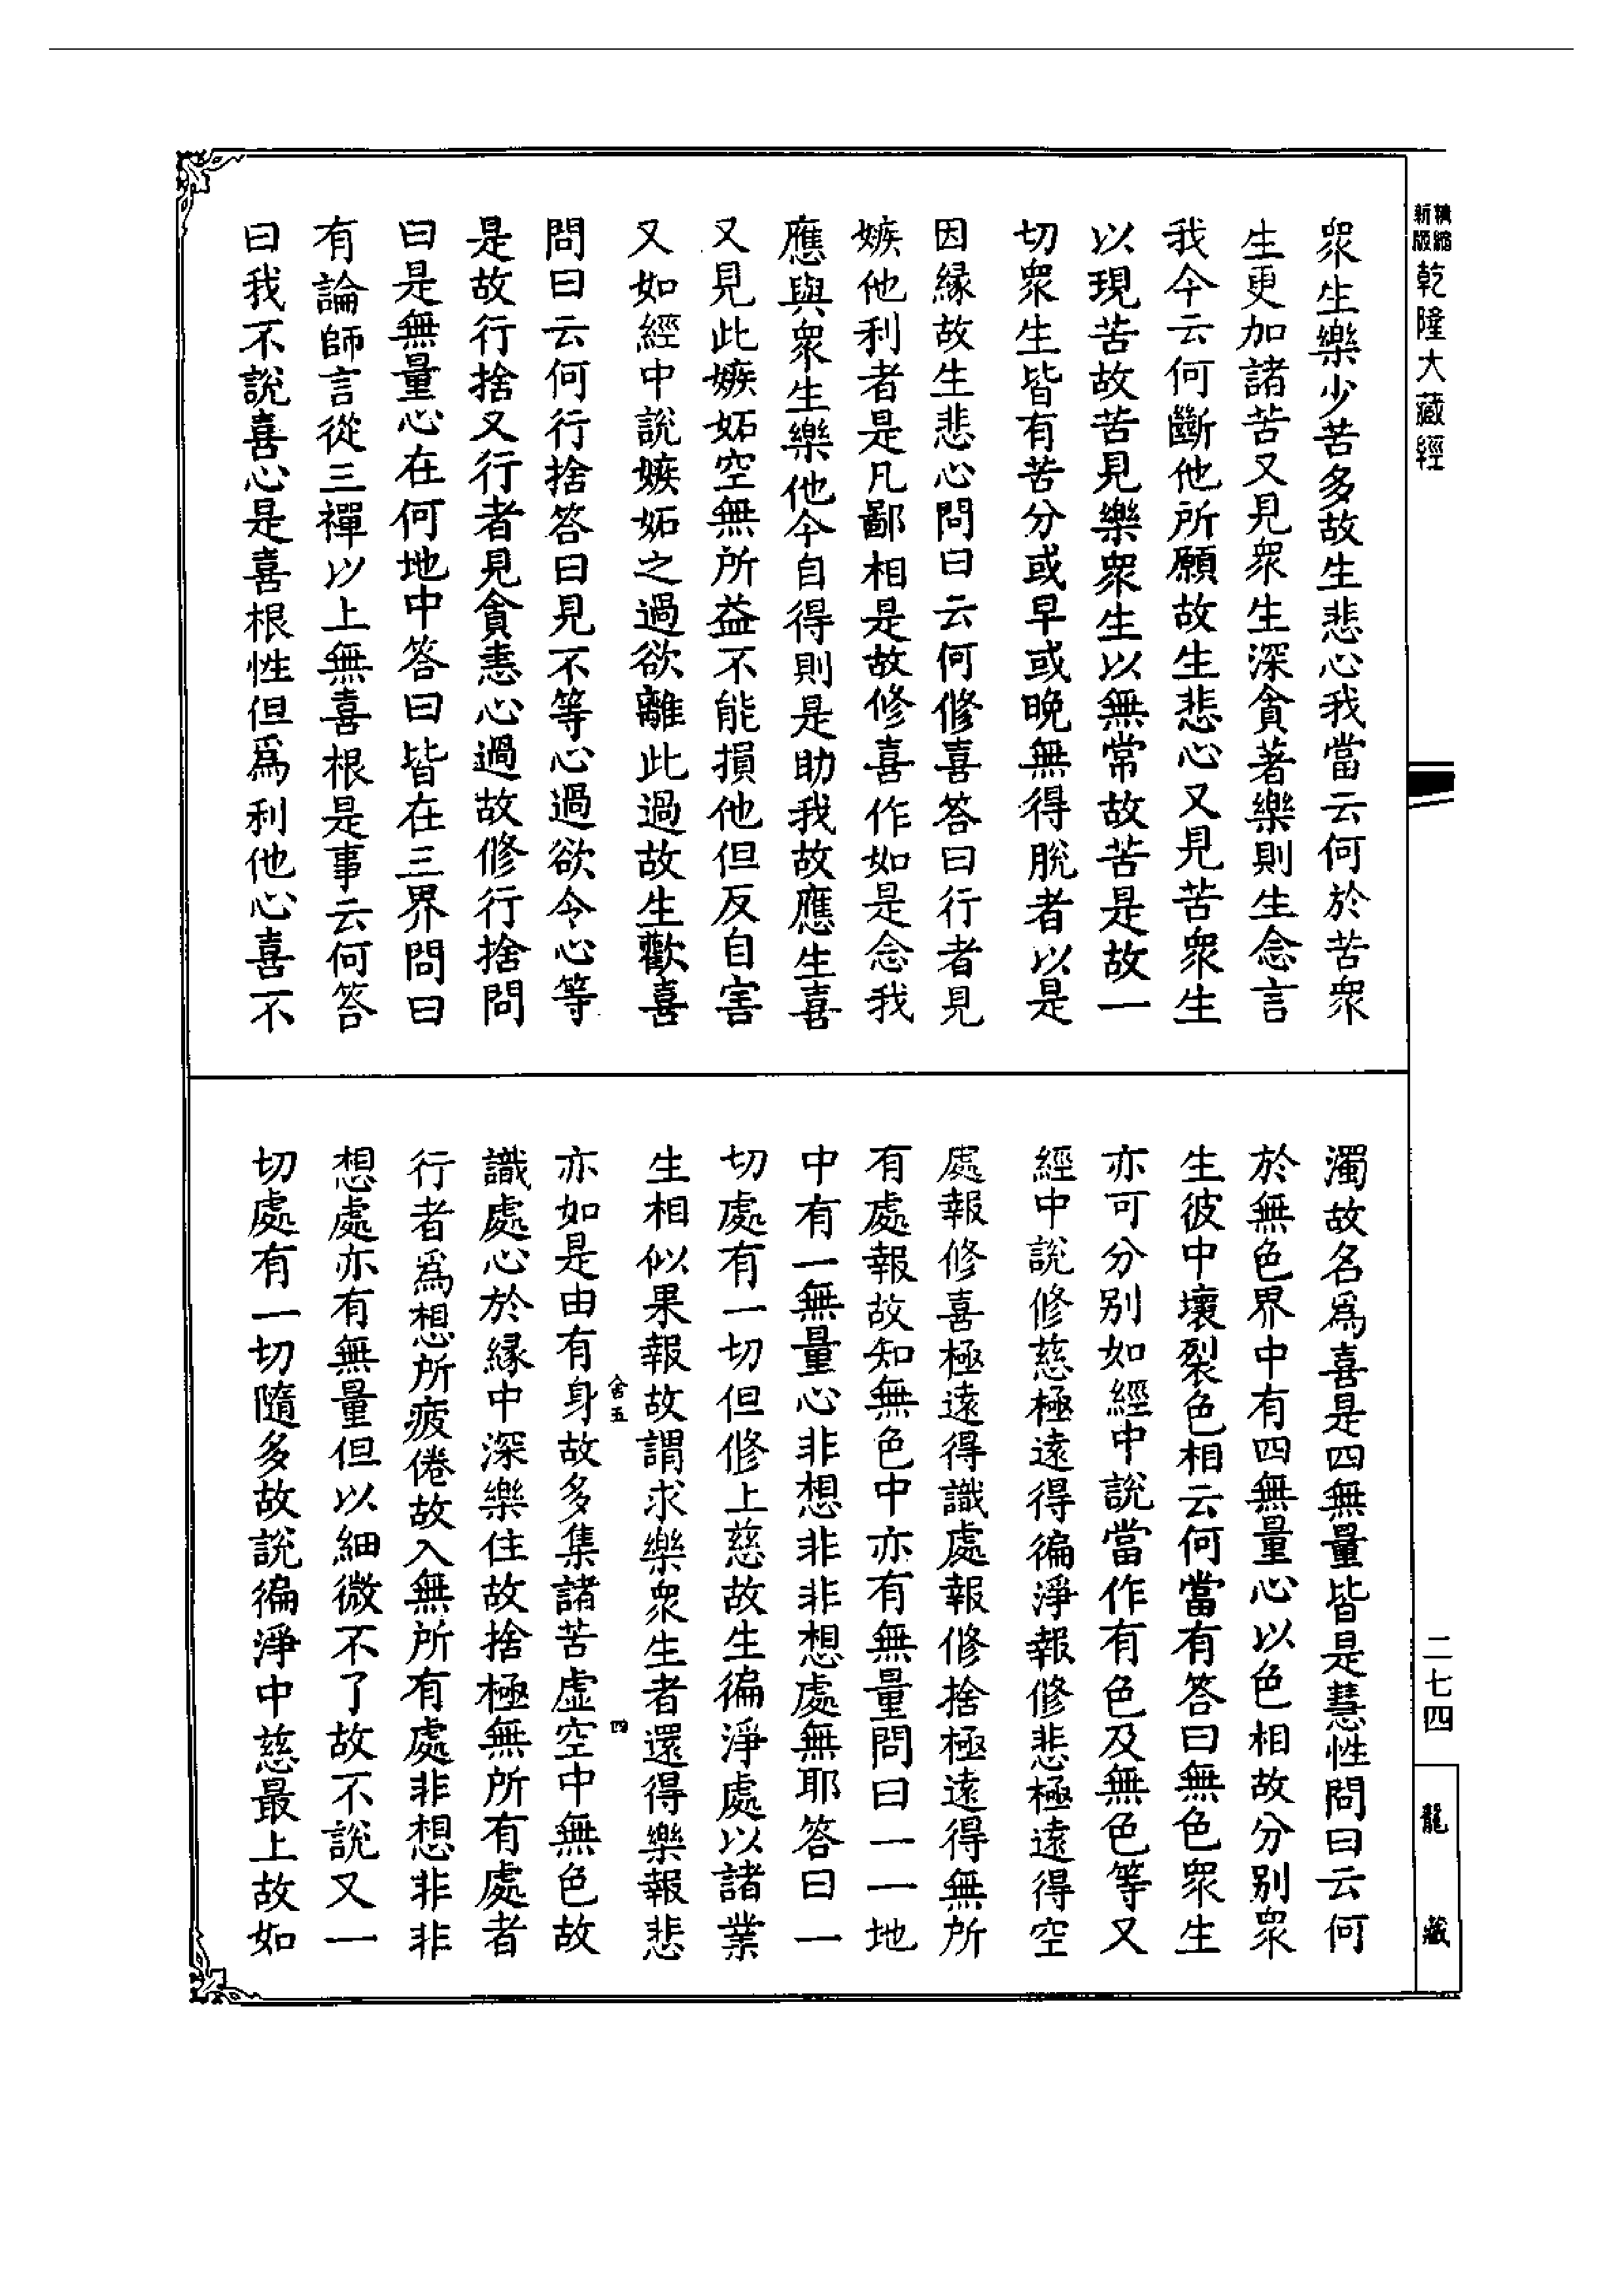 精縮新版乾隆大藏經
衆生樂少苦多故生悲心我當云何於苦衆
生更加諸苦又見衆生深貪著樂則生念言
我今云何斷他所願故生悲心又見苦衆生
以現苦故苦見樂衆生以無常故苦是故一
切衆生皆有苦分或早或晚無得脫者以是
因緣故生悲心問曰云何修喜答曰行者見
嫉他利者是凡鄙相是故修喜作如是念我
應與衆生樂他今自得則是助我故應生喜
又見此嫉妬空無所益不能損他但反自害
又如經中說嫉妬之過欲離此過故生歡喜
問曰云何行捨答曰見不等心過欲令心等
是故行捨又行者見貪恚心過故修行捨問
曰是無量心在何地中答曰皆在三界問曰
有論師言從三禪以上無喜根是事云何答
曰我不說喜心是喜根性但爲利他心喜不
濁故名爲喜是四無量皆是慧性問曰云何
於無色界中有四無量心以色相故分別衆
生彼中壞裂色相云何當有答曰無色衆生
亦可分別如經中說當作有色及無色等又
經中說修慈極遠得徧淨報修悲極遠得空
處報修喜極遠得識處報修捨極遠得無所
有處報故知無色中亦有無量問曰一一地
中有一無量心非想非非想處無耶答曰一
切處有一切但修上慈故生徧淨處以諸業
生相似果報故謂求樂衆生者還得樂報悲
舍五
四
亦如是由有身故多集諸苦虛空中無色故
識處心於緣中深樂住故捨極無所有處者
行者爲想所疲倦故入無所有處非想非非
想處亦有無量但以細微不了故不說又一
切處有一切隨多故說徧淨中慈最上故如
二七四
龍藏